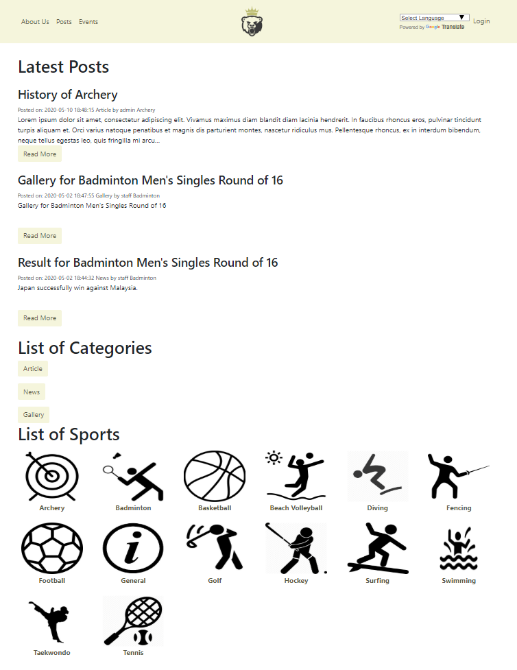 About Us Posts Events
Select Language ▼
Powered by Google Translate
Login
Latest Posts
History of Archery
Posted on: 2020-05-10 18:48:15 Article by admin Archery
Lorem ipsum dolor sit amet, consectetur adipiscing elit. Vivamus maximus diam blandit diam lacinia hendrerit. In faucibus rhoncus eros, pulvinar tincidunt
turpis aliquam et. Orci varius natoque penatibus et magnis dis parturient montes, nascetur ridiculus mus. Pellentesque rhoncus, ex in interdum bibendum,
neque tellus egestas leo, quis fringilla mi arcu...
Read More
Gallery for Badminton Men's Singles Round of 16
Posted on: 2020-05-02 18:47:55 Gallery by staff Badminton
Gallery for Badminton Men's Singles Round of 16
Read More
Result for Badminton Men's Singles Round of 16
Posted on: 2020-05-02 18:44:32 News by staff Badminton
Japan successfully win against Malaysia.
Read More
List of Categories
Article
News
Gallery
List of Sports
Archery Badminton Basketball Beach Volleyball Diving Fencing
Football General Golf Hockey Surfing Swimming
Taekwondo Tennis